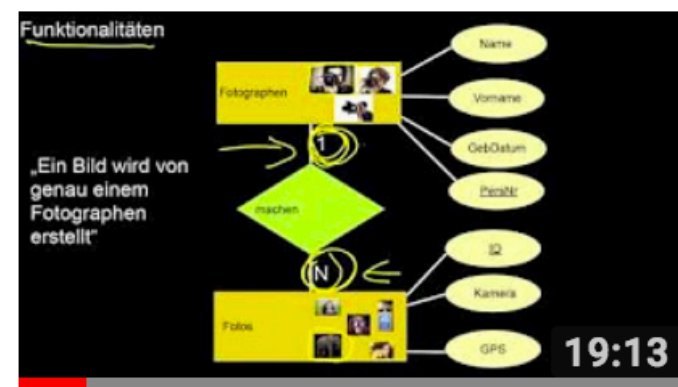 Funktionalitäten
Name
Fotographen
Vorname
1
GebDatum
„Ein Bild wird von
genau einem
Fotographen
erstellt"
PersNr
machen
ID
N
Kamera
Fotos
GPS
19:13